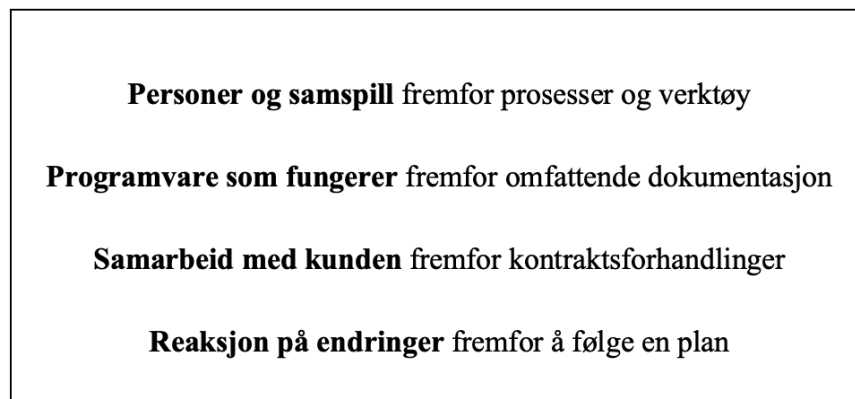 Personer og samspill fremfor prosesser og verktøy
Programvare som fungerer fremfor omfattende dokumentasjon
Samarbeid med kunden fremfor kontraktsforhandlinger
Reaksjon på endringer fremfor å følge en plan